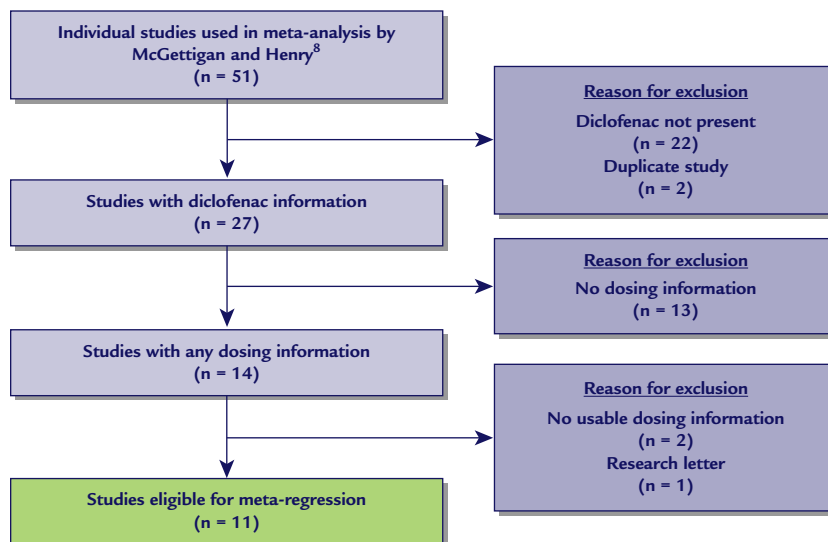 Individual studies used in meta-analysis by
McGettigan and Henry8
(n = 51)
Reason for exclusion
Diclofenac not present
(n = 22)
Duplicate study
(n = 2)
Studies with diclofenac information
(n = 27)
Reason for exclusion
No dosing information
(n = 13)
Studies with any dosing information
(n = 14)
Reason for exclusion
No usable dosing information
(n = 2)
Research letter
(n = 1)
Studies eligible for meta-regression
(n = 11)